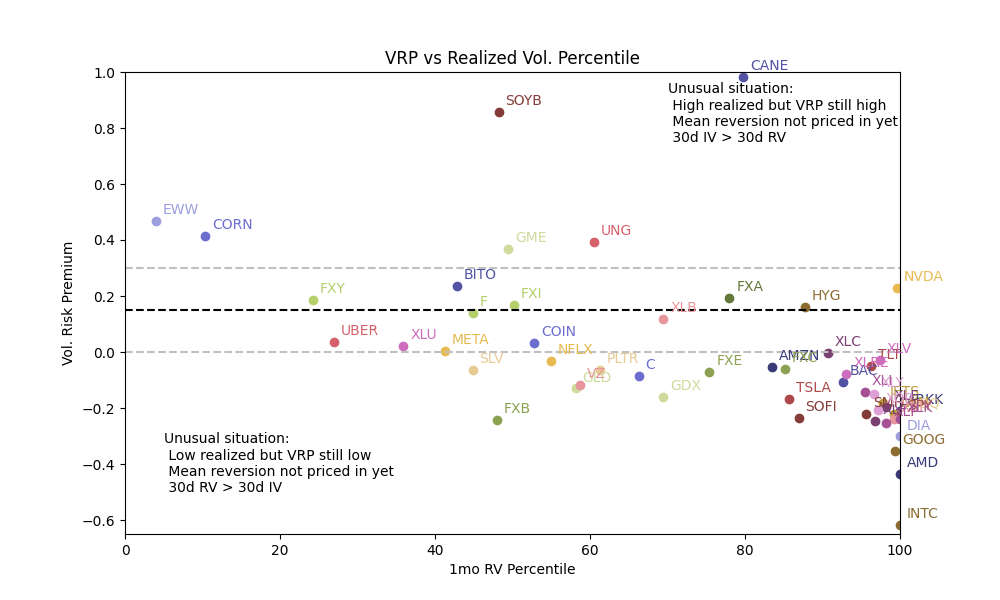 VRP vs Realized Vol. Percentile
CANE
Unusual situation:
High realized but VRP still high
Mean reversion not priced in yet
30d IV > 30d RV
SOYB
EWW
CORN
GME
UNG
NVDA
BITO
FXY
FXI
F
FXA
HYG
XLB
UBER
XLU
META
COIN
NFLX
SLV
PLTR
VZ
GLD
C
GDX
FXE
AMZN
XLC
XLV
TLT
BAC
XLI
TSLA
SOFI
FXB
DIA
GOOG
AMD
INTC
Unusual situation:
Low realized but VRP still low
Mean reversion not priced in yet
30d RV > 30d IV
1.0
0.8
0.6
0.4
0.2
0.0
−0.2
−0.4
−0.6
Vol. Risk Premium
0
20
40
60
80
100
1mo RV Percentile